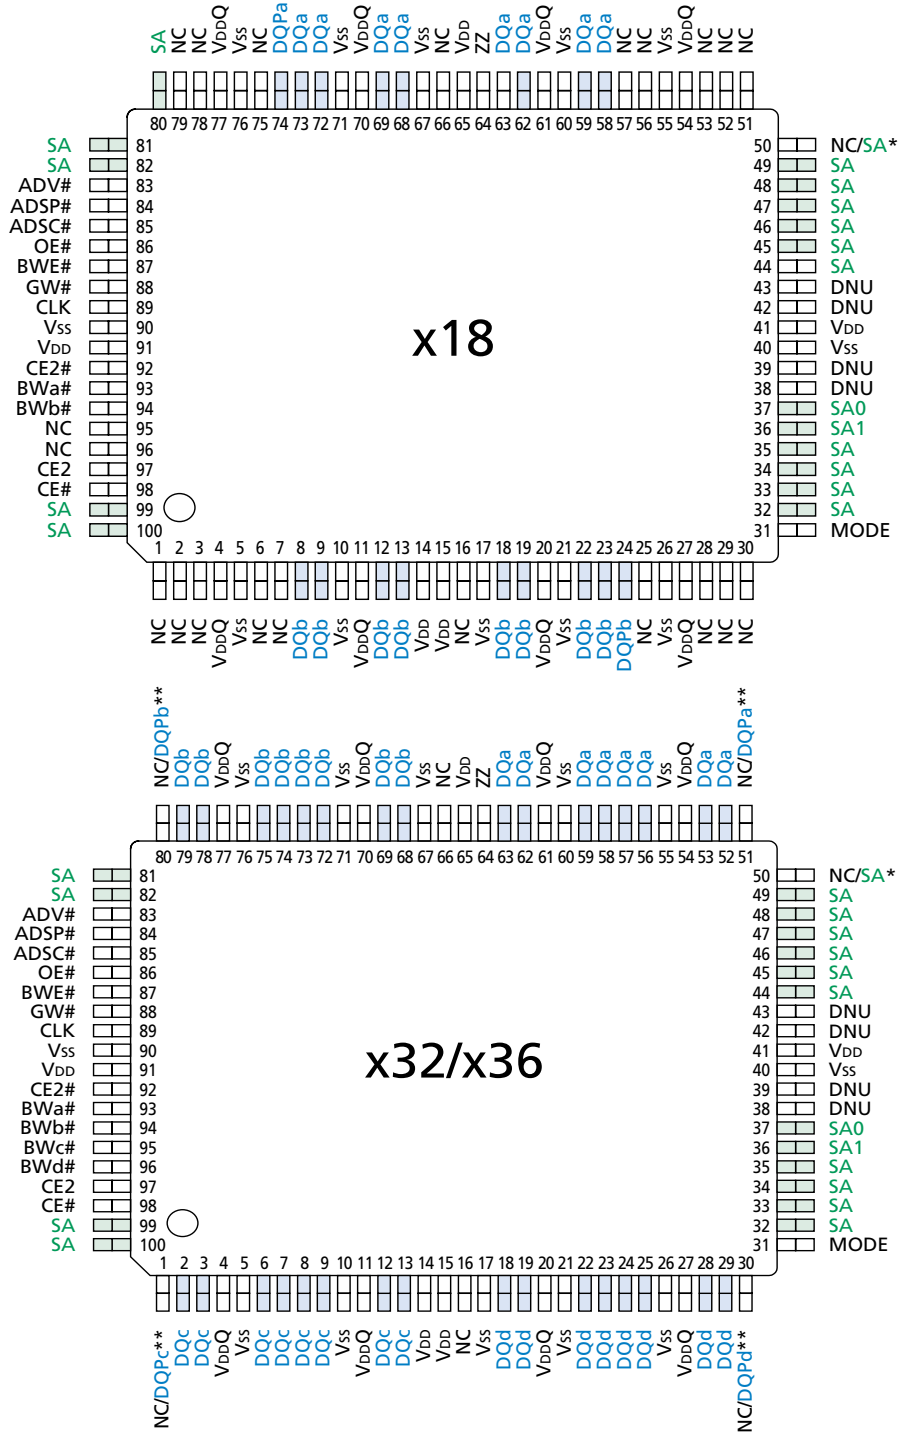 SA NC NC VDDQ VSS NC DQPa DQa DQa VSS VDDQ DQa DQa VSS NC VDD ZZ DQa DQa VDDQ VSS DQa DQa NC NC VSS VDDQ NC NC NC
80 79 78 77 76 75 74 73 72 71 70 69 68 67 66 65 64 63 62 61 60 59 58 57 56 55 54 53 52 51
SA 81 50 NC/SA*
SA 82 49 SA
ADV# 83 48 SA
ADSP# 84 47 SA
ADSC# 85 46 SA
OE# 86 45 SA
BWE# 87 44 SA
GW# 88 43 DNU
CLK 89 42 DNU
VSS 90 41 VDD
x18
VDD 91 40 VSS
CE2# 92 39 DNU
BWa# 93 38 DNU
BWb# 94 37 SA0
NC 95 36 SA1
NC 96 35 SA
CE2 97 34 SA
CE# 98 33 SA
SA 99 32 SA
SA 100 31 MODE
1 2 3 4 5 6 7 8 9 10 11 12 13 14 15 16 17 18 19 20 21 22 23 24 25 26 27 28 29 30
NC NC NC VDDQ VSS NC NC DQb DQb VSS VDDQ DQb DQb VDD VDD NC VSS DQb DQb VDDQ VSS DQb DQb DQPb NC VSS VDDQ NC NC NC
NC/DQPb** DQb DQb VDDQ VSS DQb DQb DQb DQb VSS VDDQ DQb DQb VSS NC VDD ZZ DQa DQa VDDQ VSS DQa DQa DQa DQa VSS VDDQ DQa DQa NC/DQPa**
80 79 78 77 76 75 74 73 72 71 70 69 68 67 66 65 64 63 62 61 60 59 58 57 56 55 54 53 52 51
SA 81 50 NC/SA*
SA 82 49 SA
ADV# 83 48 SA
ADSP# 84 47 SA
ADSC# 85 46 SA
OE# 86 45 SA
BWE# 87 44 SA
GW# 88 43 DNU
CLK 89 42 DNU
VSS 90 41 VDD
x32/x36
VDD 91 40 VSS
CE2# 92 39 DNU
BWa# 93 38 DNU
BWb# 94 37 SA0
BWc# 95 36 SA1
BWd# 96 35 SA
CE2 97 34 SA
CE# 98 33 SA
SA 99 32 SA
SA 100 31 MODE
1 2 3 4 5 6 7 8 9 10 11 12 13 14 15 16 17 18 19 20 21 22 23 24 25 26 27 28 29 30
NC/DQPc** DQc DQc VDDQ VSS DQc DQc DQc DQc VSS VDDQ DQc DQc VDD VDD NC VSS DQd DQd VDDQ VSS DQd DQd DQd DQd VSS VDDQ DQd DQd NC/DQPd**